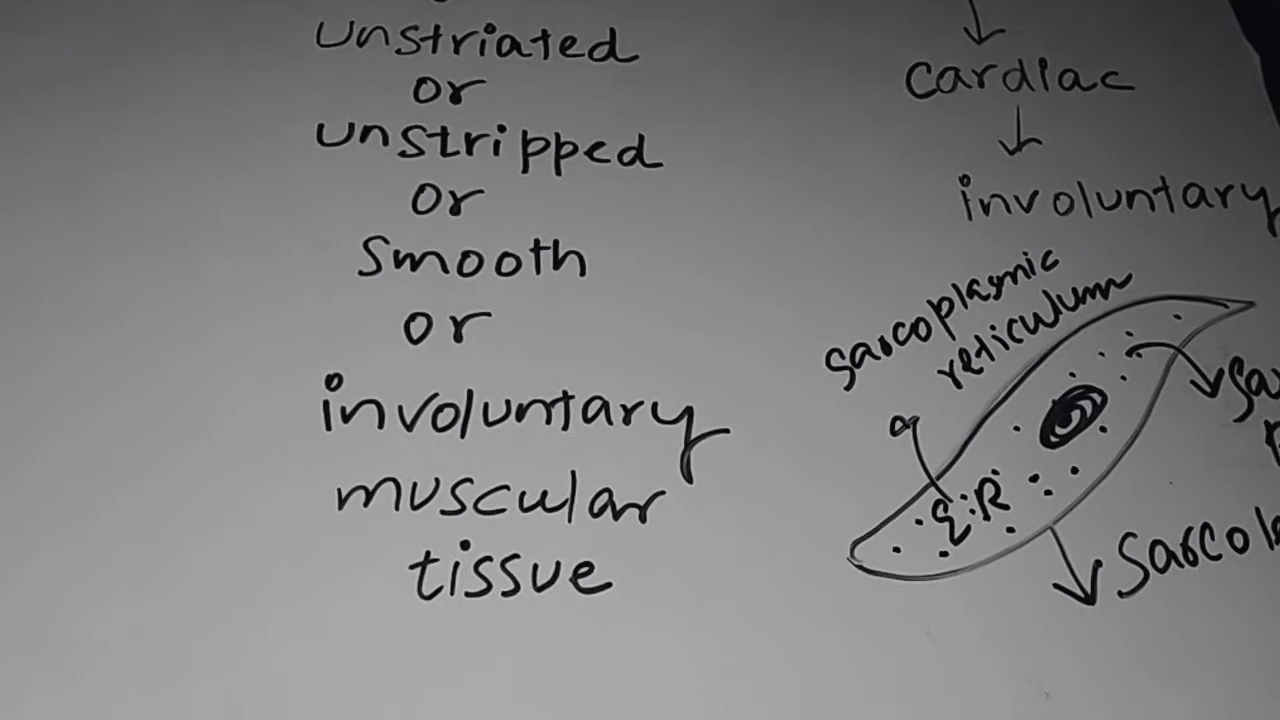 Unstriated
or
Unstripped
or
Smooth
or
involuntary
muscular
tissue
Cardiac
involuntary
sarcoplasmic
reticulum
E.R